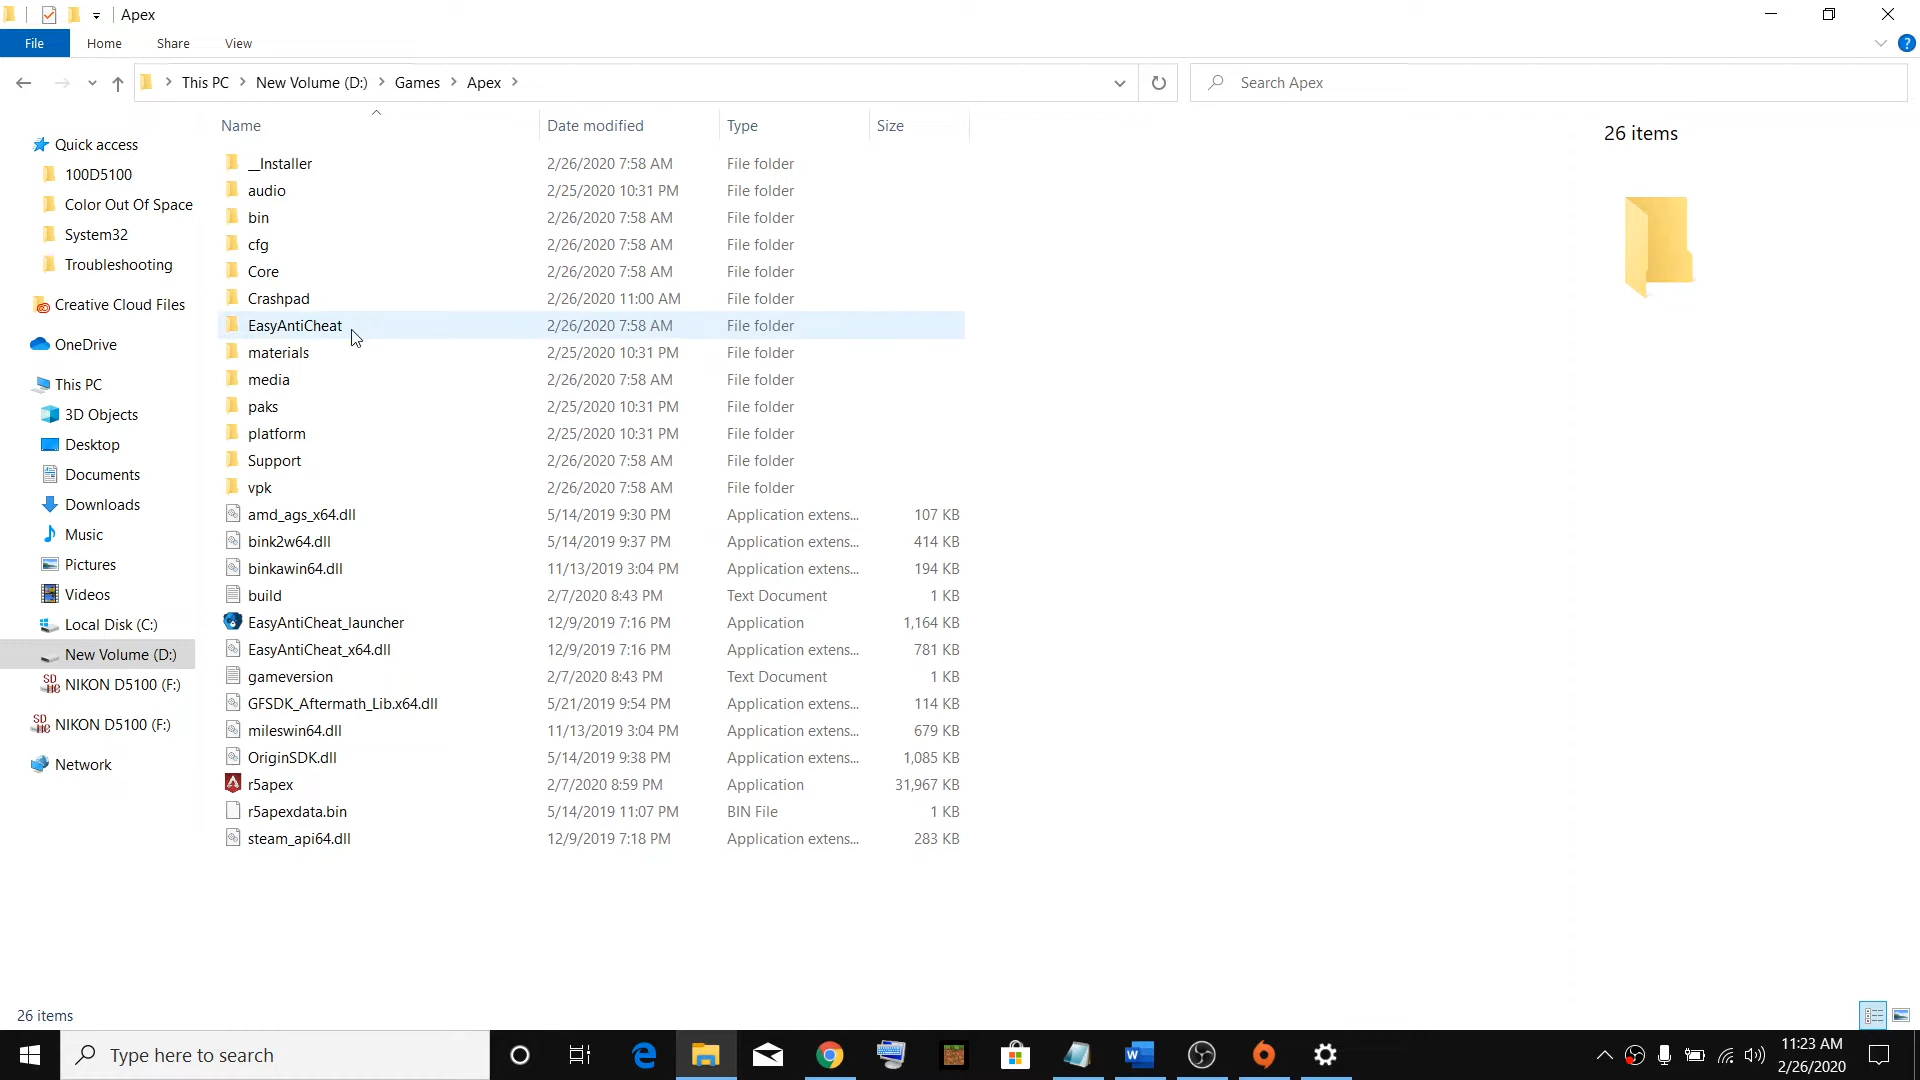 Apex
File Home Share View
This PC New Volume (D:) Games Apex
Search Apex
Name Date modified Type Size
26 items
Quick access
100D5100
Color Out Of Space
System32
Troubleshooting
Creative Cloud Files
OneDrive
This PC
3D Objects
Desktop
Documents
Downloads
Music
Pictures
Videos
Local Disk (C:)
New Volume (D:)
NIKON D5100 (F:)
NIKON D5100 (F:)
Network
__Installer 2/26/2020 7:58 AM File folder
audio 2/25/2020 10:31 PM File folder
bin 2/26/2020 7:58 AM File folder
cfg 2/26/2020 7:58 AM File folder
Core 2/26/2020 7:58 AM File folder
Crashpad 2/26/2020 11:00 AM File folder
EasyAntiCheat 2/26/2020 7:58 AM File folder
materials 2/25/2020 10:31 PM File folder
media 2/26/2020 7:58 AM File folder
paks 2/25/2020 10:31 PM File folder
platform 2/25/2020 10:31 PM File folder
Support 2/26/2020 7:58 AM File folder
vpk 2/26/2020 7:58 AM File folder
amd_ags_x64.dll 5/14/2019 9:30 PM Application extens... 107 KB
bink2w64.dll 5/14/2019 9:37 PM Application extens... 414 KB
binkawin64.dll 11/13/2019 3:04 PM Application extens... 194 KB
build 2/7/2020 8:43 PM Text Document 1 KB
EasyAntiCheat_launcher 12/9/2019 7:16 PM Application 1,164 KB
EasyAntiCheat_x64.dll 12/9/2019 7:16 PM Application extens... 781 KB
gameversion 2/7/2020 8:43 PM Text Document 1 KB
GFSDK_Aftermath_Lib.x64.dll 5/21/2019 9:54 PM Application extens... 114 KB
mileswin64.dll 11/13/2019 3:04 PM Application extens... 679 KB
OriginSDK.dll 5/14/2019 9:38 PM Application extens... 1,085 KB
r5apex 2/7/2020 8:59 PM Application 31,967 KB
r5apexdata.bin 5/14/2019 11:07 PM BIN File 1 KB
steam_api64.dll 12/9/2019 7:18 PM Application extens... 283 KB
26 items
Type here to search
11:23 AM
2/26/2020